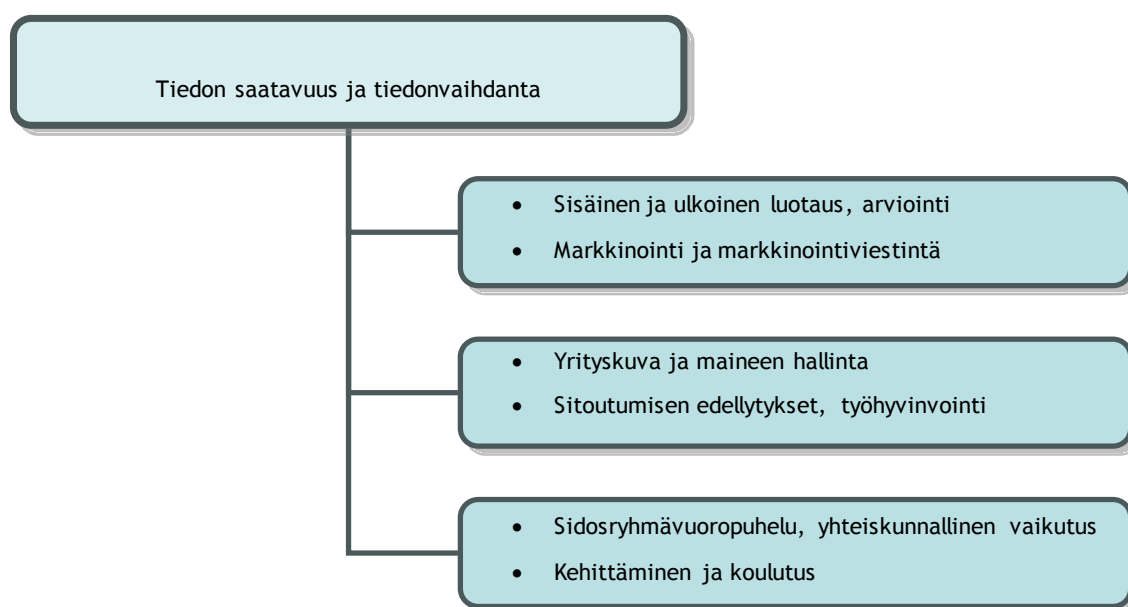 Tiedon saatavuus ja tiedonvaihdanta
• Sisäinen ja ulkoinen luotaus, arviointi
• Markkinointi ja markkinointiviestintä
• Yrityskuva ja maineen hallinta
• Sitoutumisen edellytykset, työhyvinvointi
• Sidosryhmävuoropuhelu, yhteiskunnallinen vaikutus
• Kehittäminen ja koulutus